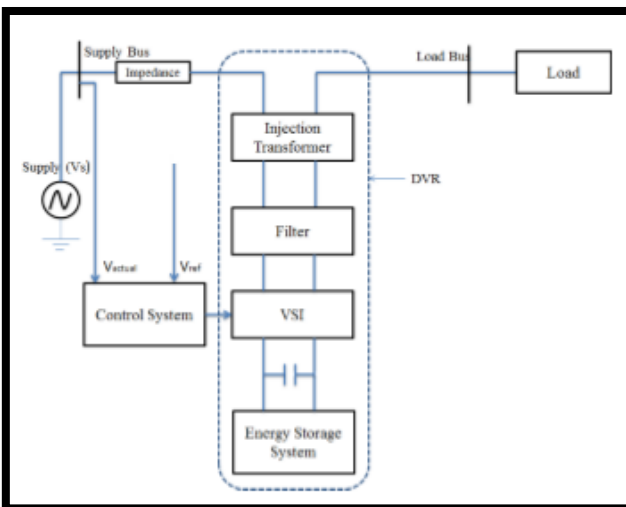 Supply Bus
Impedance
Load Bus
Load
Injection
Transformer
Supply (Vs)
DVR
Filter
Vactual
Vref
Control System
VSI
Energy Storage
System